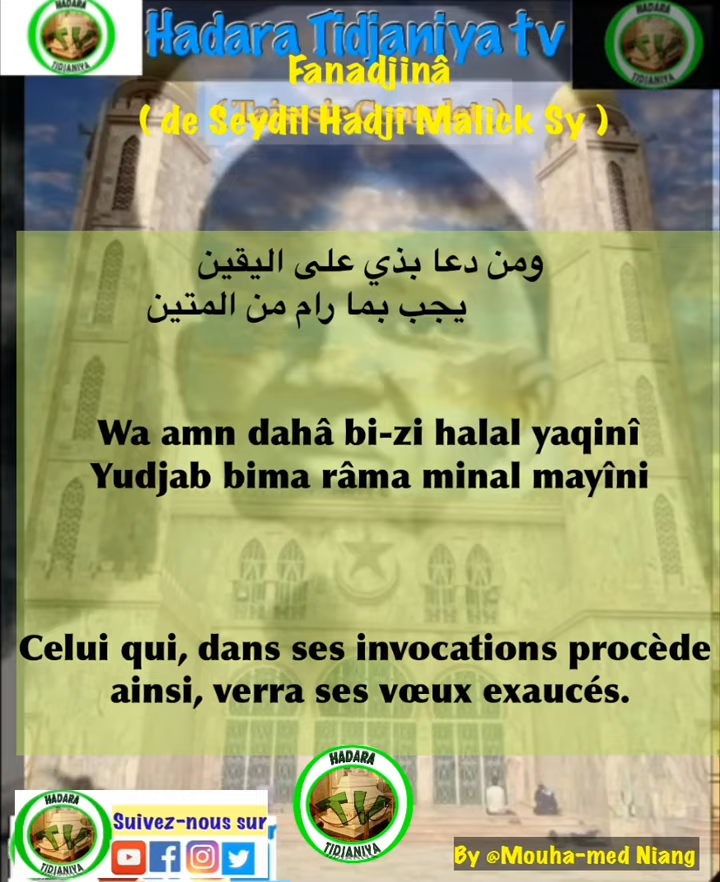 HADARA
TIDJANIYA
Hadara Tidjaniya tv
HADARA
TIDJANIYA
Fanadjinâ
( de Seydil Hadji Malick Sy )
ومن دعا بذي على اليقين
يجب بما رام من المتين
Wa amn dahâ bi-zi halal yaqinî
Yudjab bima râma minal mayîni
Celui qui, dans ses invocations procède
ainsi, verra ses vœux exaucés.
HADARA
TIDJANIYA
HADARA
TIDJANIYA
Suivez-nous sur
By @Mouha-med Niang